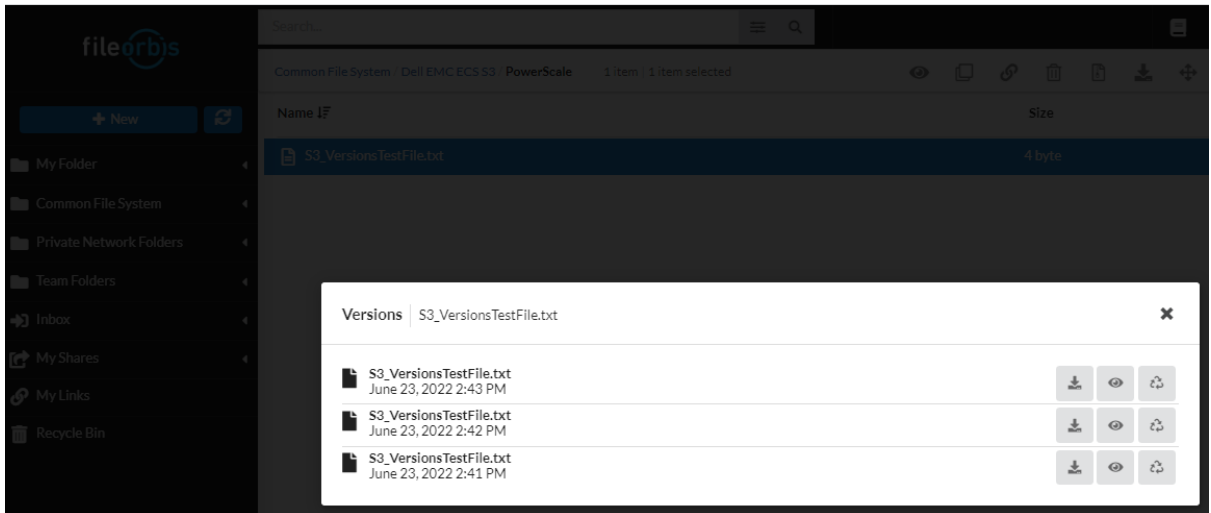 fileorbis
Search...
Common File System / Dell EMC ECS S3 / PowerScale 1 item 1 item selected
+ New
Name Size
S3_VersionsTestFile.txt 4 byte
My Folder
Common File System
Private Network Folders
Team Folders
Inbox
My Shares
My Links
Recycle Bin
Versions S3_VersionsTestFile.txt
S3_VersionsTestFile.txt
June 23, 2022 2:43 PM
S3_VersionsTestFile.txt
June 23, 2022 2:42 PM
S3_VersionsTestFile.txt
June 23, 2022 2:41 PM